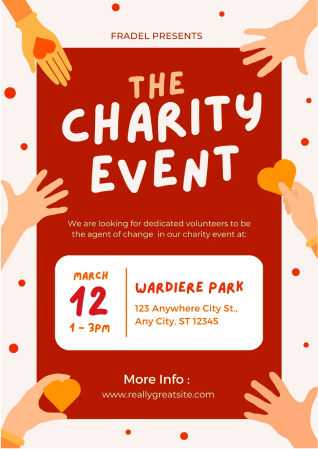 FRADEL PRESENTS
THE
CHARITY
EVENT
We are looking for dedicated volunteers to be
the agent of change in our charity event at:
MARCH
12
1 - 3PM
WARDIERE PARK
123 Anywhere City St.,
Any City, ST 12345
More Info :
www.reallygreatsite.com